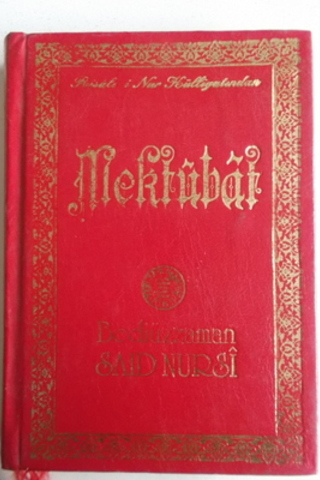 Risale-i Nur Külliyatından
Mektûbât
Bediüzzaman
SAİD NURSÎ